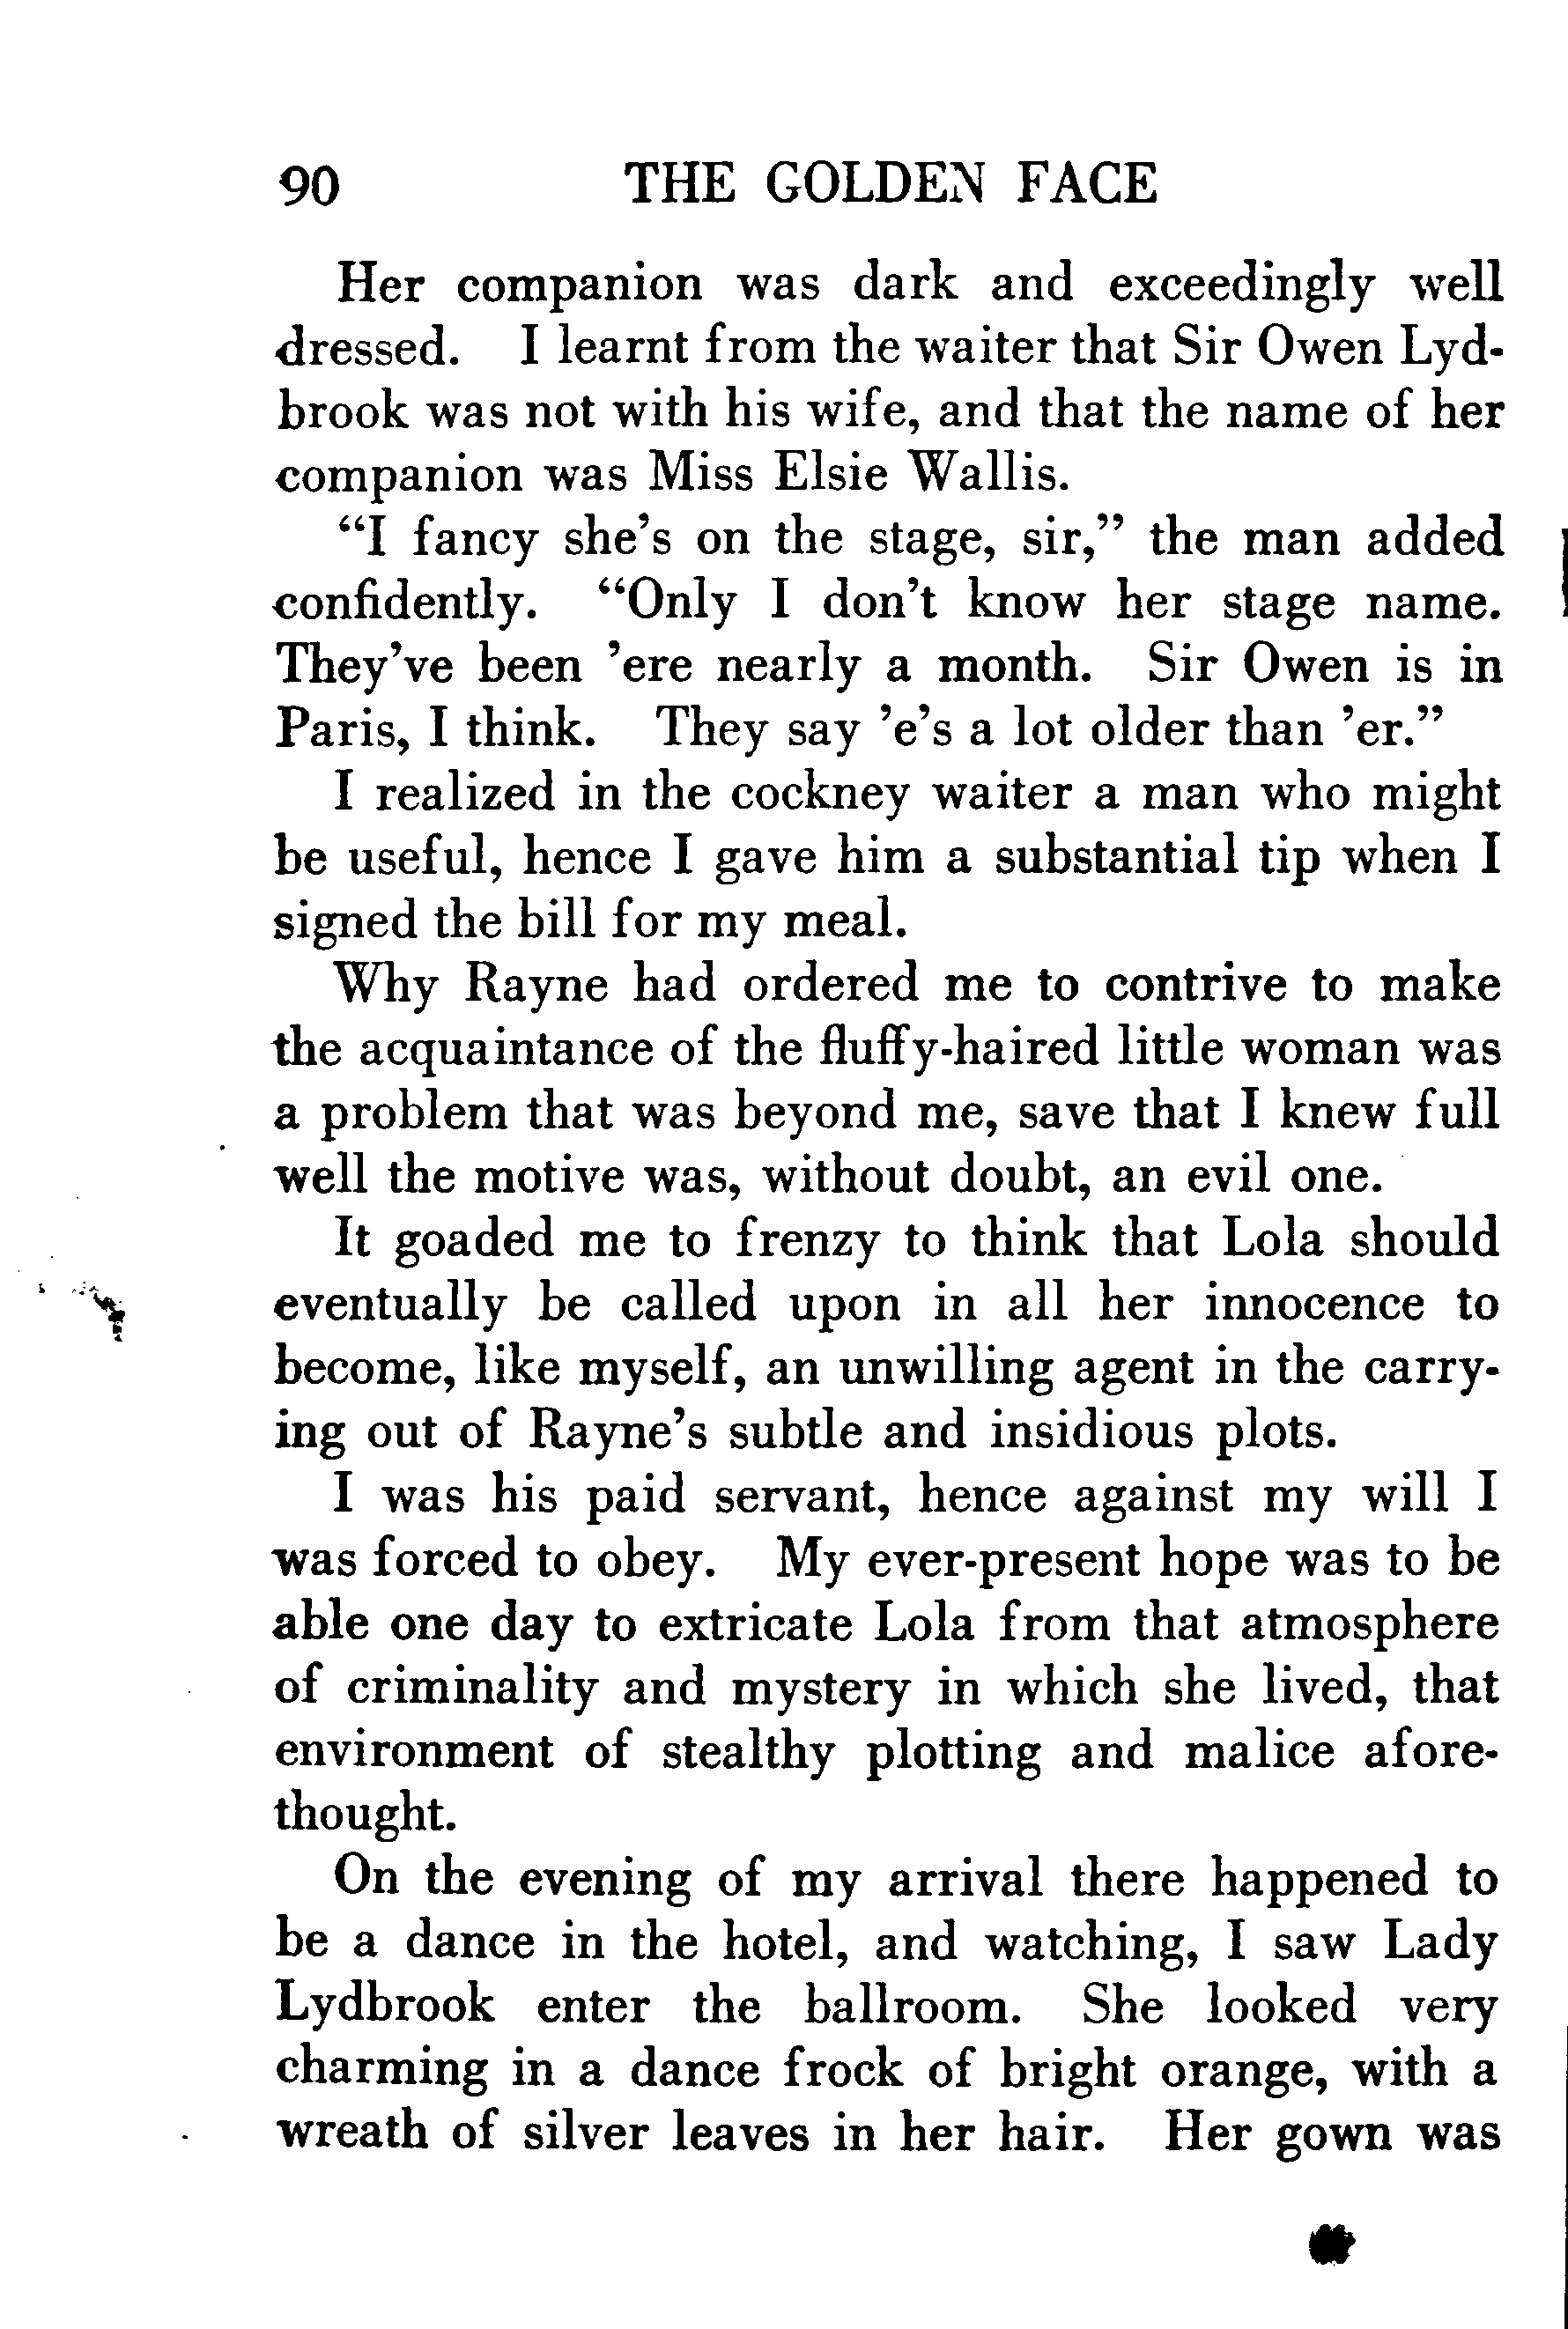 90 THE GOLDEN FACE
Her companion was dark and exceedingly well
dressed. I learnt from the waiter that Sir Owen Lyd-
brook was not with his wife, and that the name of her
companion was Miss Elsie Wallis.
“I fancy she’s on the stage, sir,” the man added
confidently. “Only I don’t know her stage name.
They’ve been ’ere nearly a month. Sir Owen is in
Paris, I think. They say ’e’s a lot older than ’er.”
I realized in the cockney waiter a man who might
be useful, hence I gave him a substantial tip when I
signed the bill for my meal.
Why Rayne had ordered me to contrive to make
the acquaintance of the fluffy-haired little woman was
a problem that was beyond me, save that I knew full
well the motive was, without doubt, an evil one.
It goaded me to frenzy to think that Lola should
eventually be called upon in all her innocence to
become, like myself, an unwilling agent in the carry-
ing out of Rayne’s subtle and insidious plots.
I was his paid servant, hence against my will I
was forced to obey. My ever-present hope was to be
able one day to extricate Lola from that atmosphere
of criminality and mystery in which she lived, that
environment of stealthy plotting and malice afore-
thought.
On the evening of my arrival there happened to
be a dance in the hotel, and watching, I saw Lady
Lydbrook enter the ballroom. She looked very
charming in a dance frock of bright orange, with a
wreath of silver leaves in her hair. Her gown was